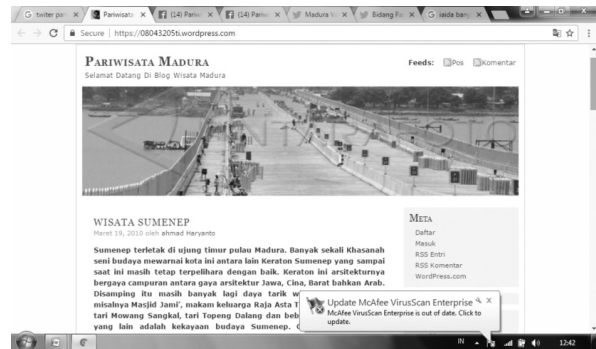 twiter par
Pariwisata
(14) Pariw
(14) Pariw
Madura
Bidang Pa
Secure | https://08043205ti.wordpress.com
PARIWISATA MADURA
Selamat Datang Di Blog Wisata Madura
Feeds: Pos Komentar
WISATA SUMENEP
Maret 19, 2010 oleh ahmad Haryanto
Sumenep terletak di ujung timur pulau Madura. Banyak sekali Khasanah
seni budaya mewarnai kota ini antara lain Keraton Sumenep yang sampai
saat ini masih tetap terpelihara dengan baik. Keraton ini arsitekturnya
bergaya campuran antara gaya arsitektur Jawa, Cina, Barat bahkan Arab.
Disamping itu masih banyak lagi daya tarik w
misalnya Masjid Jami', makam keluarga Raja Asta T
tari Mowang Sangkal, tari Topeng Dalang dan beb
yang lain adalah kekayaan budaya Sumenep.
META
Daftar
Masuk
RSS Entri
RSS Komentar
WordPress.com
Update McAfee VirusScan Enterprise
McAfee VirusScan Enterprise is out of date. Click to
update.
IN
12:42